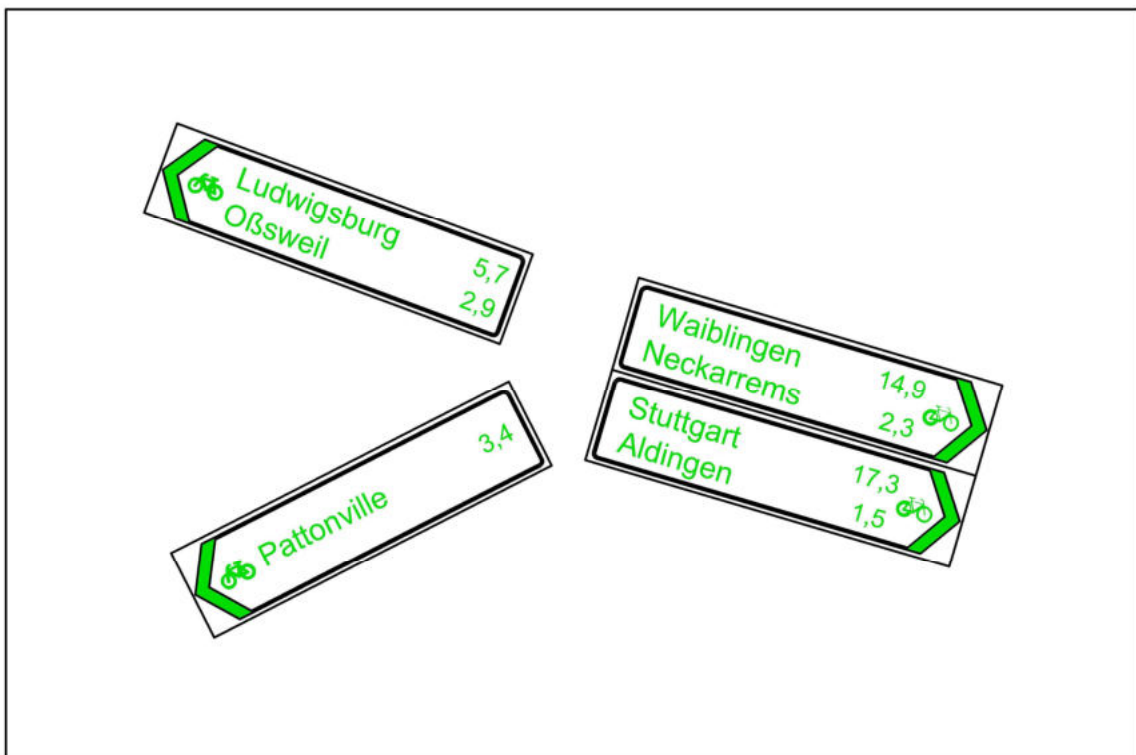 Ludwigsburg 5,7
Oßsweil 2,9
Waiblingen 14,9
Neckarrems 2,3
Stuttgart 17,3
Aldingen 1,5
Pattonville 3,4